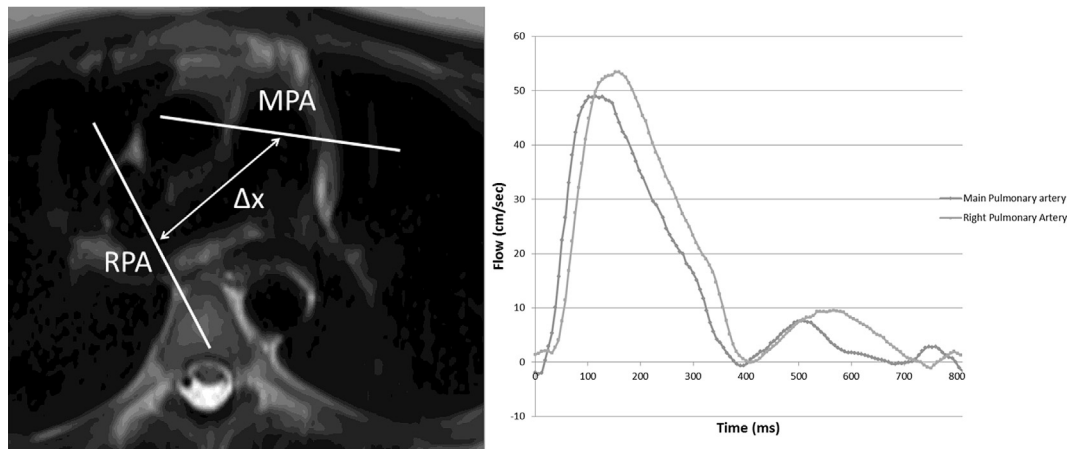 MPA
Δx
RPA
60
50
40
30
20
10
0
-10
Flow (cm/sec)
0 100 200 300 400 500 600 700 800
Time (ms)
Main Pulmonary artery
Right Pulmonary Artery